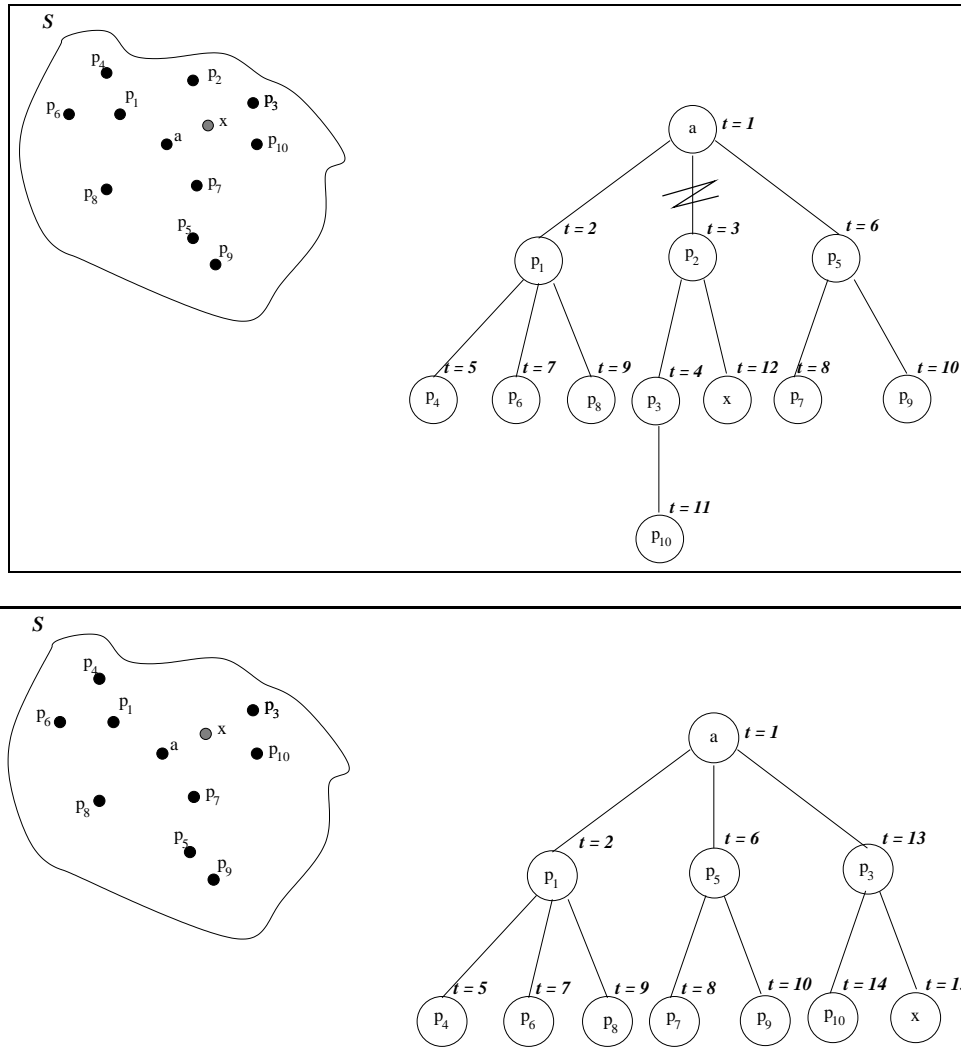 S
p4
p2
p3
p6
p1
x
a
p10
p8
p7
p5
p9
a
t = 1
t = 2
t = 3
t = 6
p1
p2
p5
t = 5
t = 7
t = 9
t = 4
t = 12
t = 8
t = 10
p4
p6
p8
p3
x
p7
p9
t = 11
p10
S
p4
p3
p6
p1
x
a
p10
p8
p7
p5
p9
a
t = 1
t = 2
t = 6
t = 13
p1
p5
p3
t = 5
t = 7
t = 9
t = 8
t = 10
t = 14
t = 1
p4
p6
p8
p7
p9
p10
x